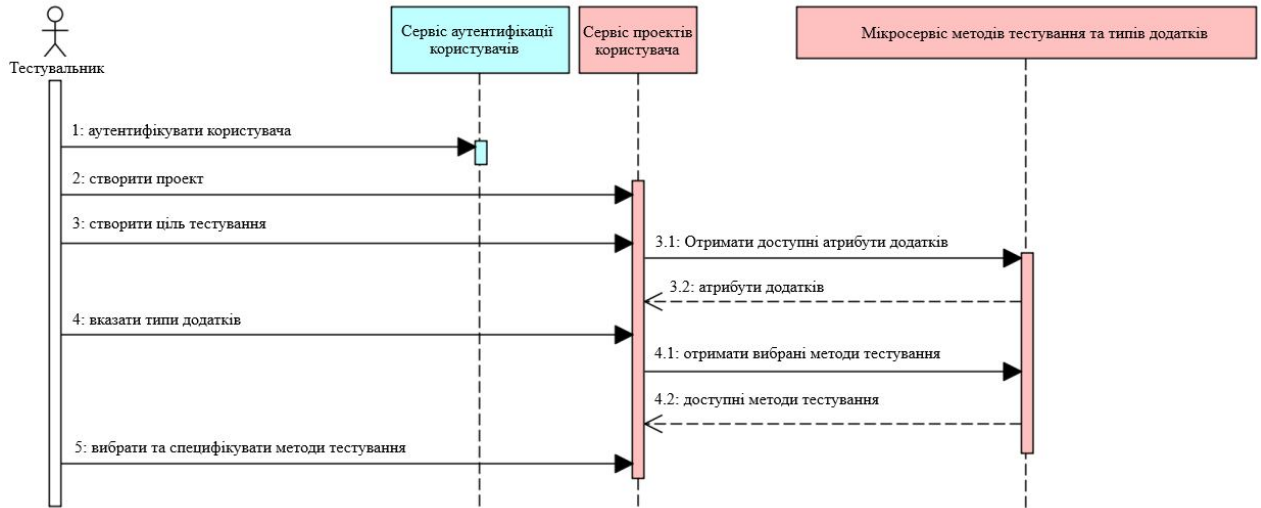 Тестувальник
Сервіс аутентифікації
користувачів
Сервіс проектів
користувача
Мікросервіс методів тестування та типів додатків
1: аутентифікувати користувача
2: створити проект
3: створити ціль тестування
3.1: Отримати доступні атрибути додатків
3.2: атрибути додатків
4: вказати типи додатків
4.1: отримати вибрані методи тестування
4.2: доступні методи тестування
5: вибрати та специфікувати методи тестування